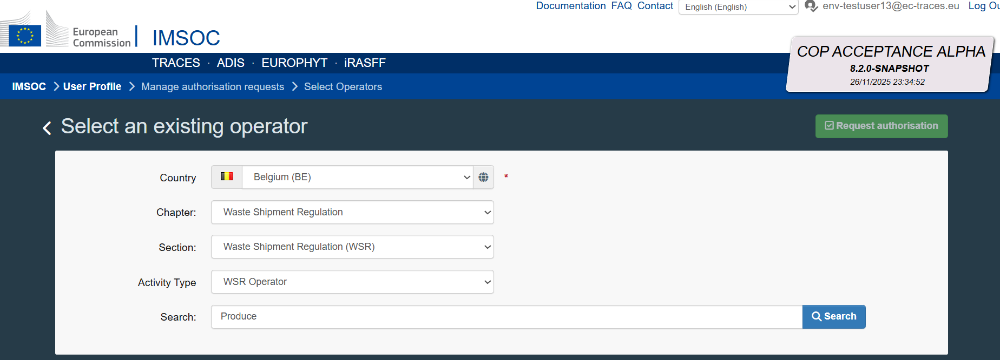 Documentation FAQ Contact English (English) env-testuser13@ec-traces.eu Log Ou
European
Commission
IMSOC
TRACES · ADIS · EUROPHYT · iRASFF
COP ACCEPTANCE ALPHA
8.2.0-SNAPSHOT
26/11/2025 23:34:52
IMSOC > User Profile > Manage authorisation requests > Select Operators
Select an existing operator
Request authorisation
Country Belgium (BE) *
Chapter: Waste Shipment Regulation
Section: Waste Shipment Regulation (WSR)
Activity Type WSR Operator
Search: Produce Search